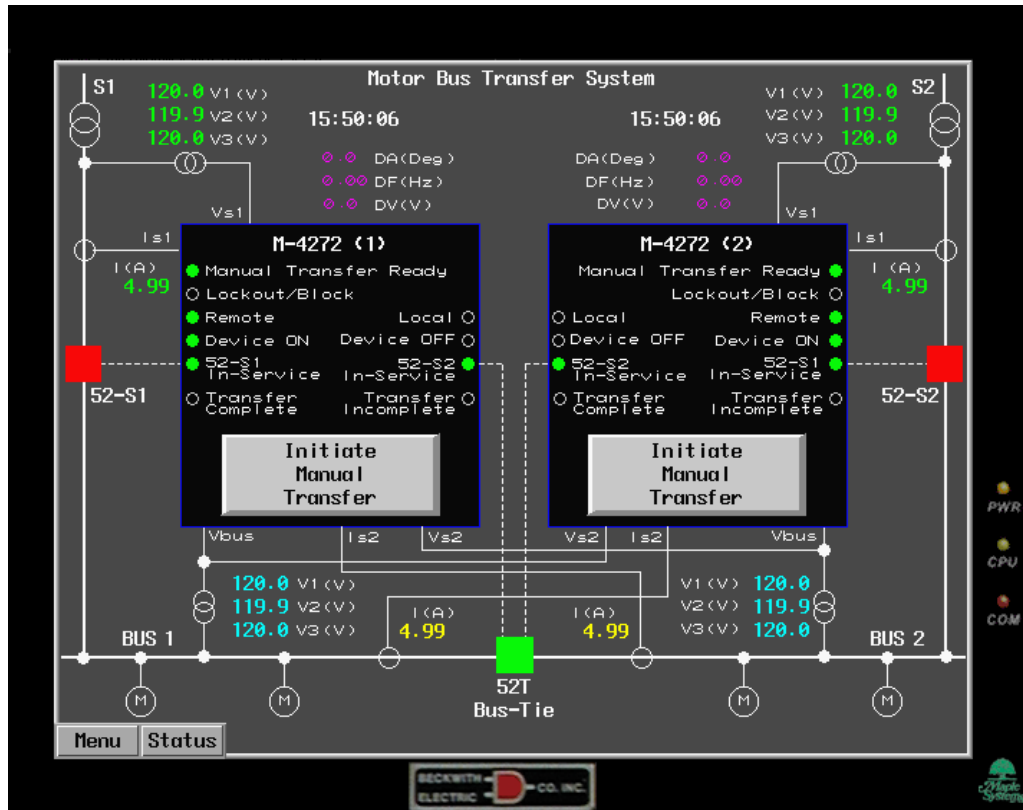 Motor Bus Transfer System
S1
120.0 V1(V)
119.9 V2(V)
120.0 V3(V)
15:50:06
15:50:06
V1(V) 120.0
V2(V) 119.9
V3(V) 120.0
S2
0.0 DA(Deg)
0.00 DF(Hz)
0.0 DV(V)
DA(Deg) 0.0
DF(Hz) 0.00
DV(V) 0.0
Vs1
Vs1
Is1
I(A)
4.99
Is1
I(A)
4.99
M-4272 (1)
Manual Transfer Ready
Lockout/Block
Remote Local
Device ON Device OFF
52-S1 In-Service 52-S2 In-Service
Transfer Complete Transfer Incomplete
Initiate
Manual
Transfer
M-4272 (2)
Manual Transfer Ready
Lockout/Block
Local Remote
Device OFF Device ON
52-S2 In-Service 52-S1 In-Service
Transfer Complete Transfer Incomplete
Initiate
Manual
Transfer
52-S1
52-S2
Vbus Is2 Vs2
Vs2 Is2 Vbus
120.0 V1(V)
119.9 V2(V)
120.0 V3(V)
I(A)
4.99
I(A)
4.99
V1(V) 120.0
V2(V) 119.9
V3(V) 120.0
BUS 1
BUS 2
52T
Bus-Tie
M
M
M
M
Menu
Status
PWR
CPU
COM
BECKWITH
ELECTRIC
CO. INC.
Maple
Systems